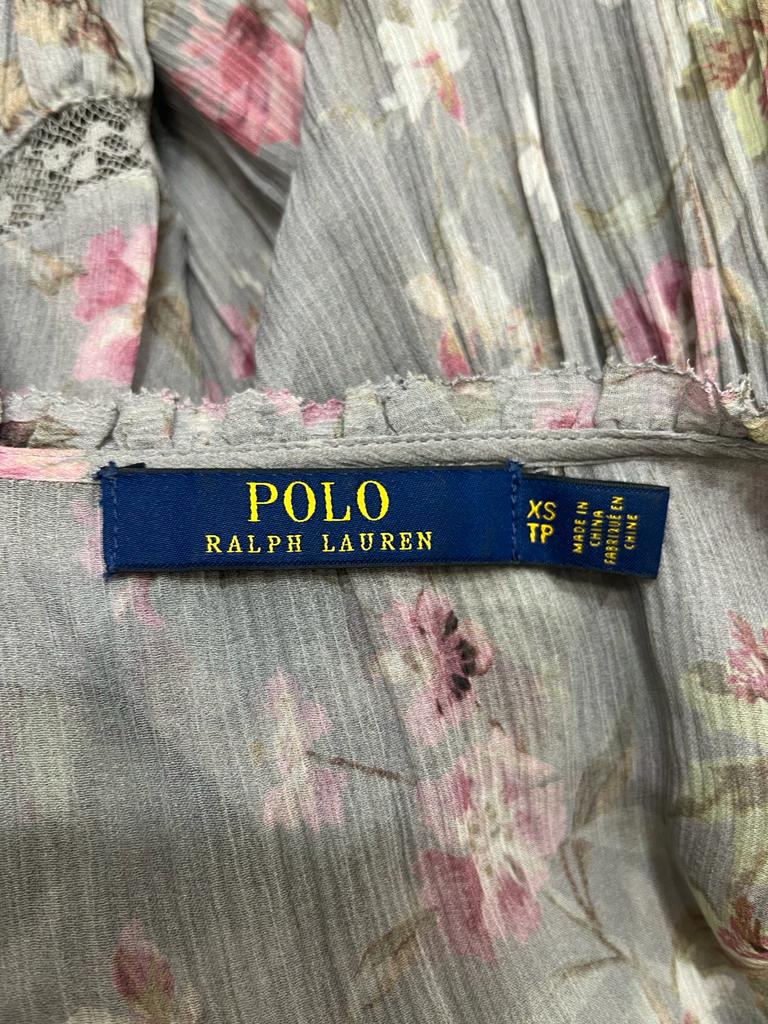 POLO
RALPH LAUREN
XS
TP
MADE IN
CHINA
FABRIQUÉ EN
CHINE